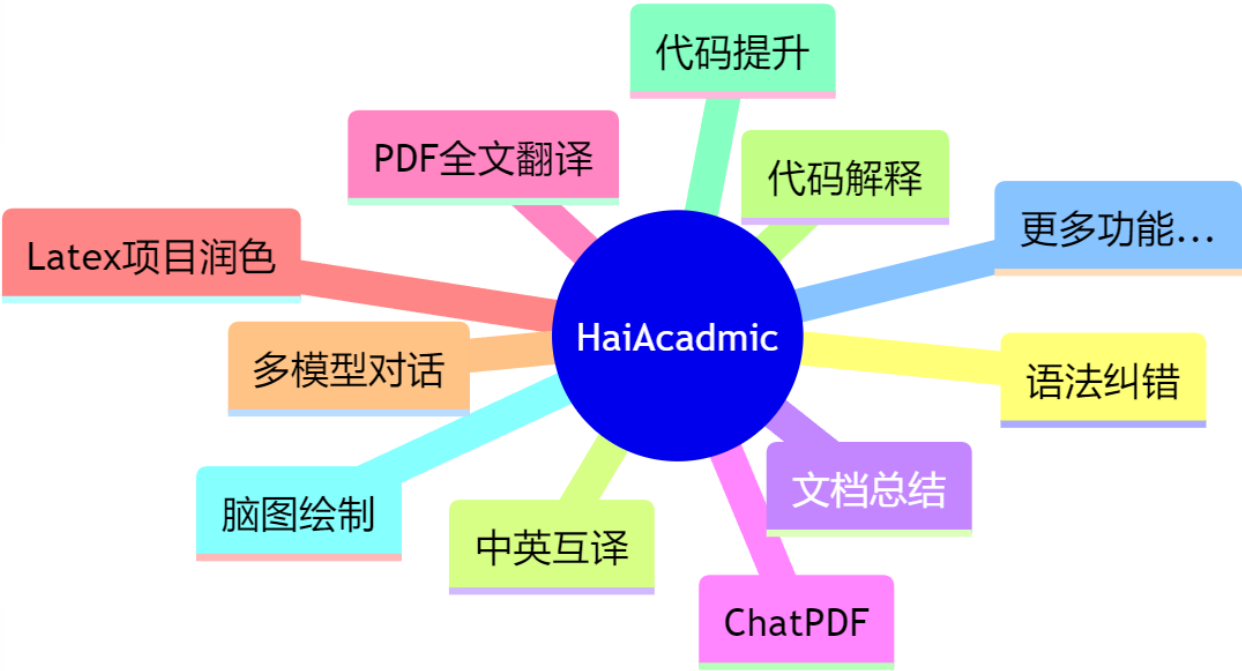 代码提升
PDF全文翻译
代码解释
更多功能...
Latex项目润色
HaiAcadmic
多模型对话
语法纠错
脑图绘制
文档总结
中英互译
ChatPDF